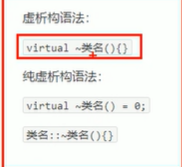 虚析构语法：
virtual ~类名(){}
纯虚析构语法：
virtual ~类名() = 0;
类名::~类名(){}